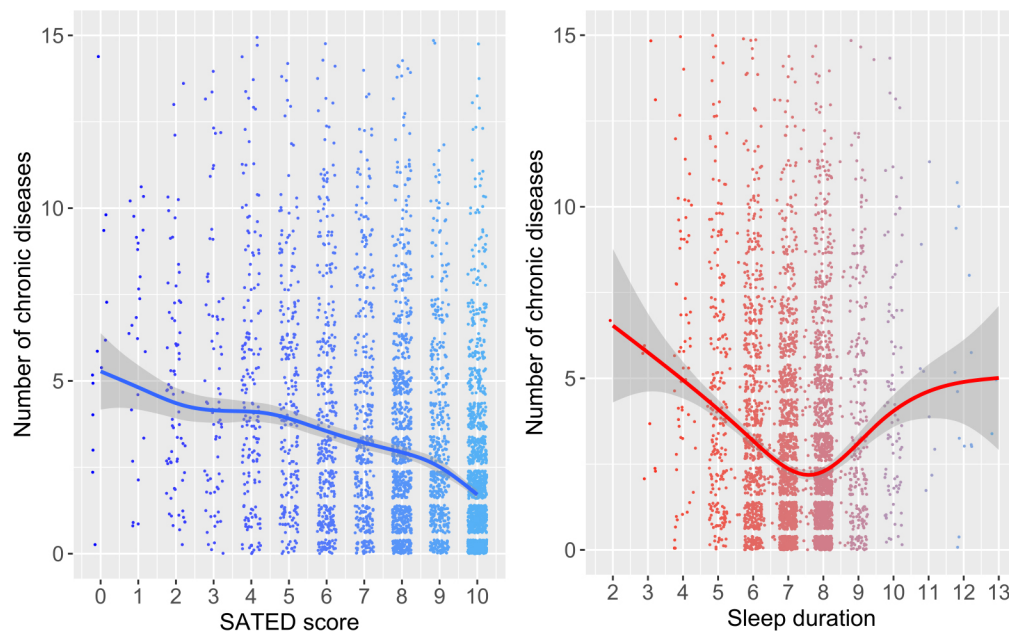 Number of chronic diseases
15
10
5
0
0 1 2 3 4 5 6 7 8 9 10
SATED score
Number of chronic diseases
15
10
5
0
2 3 4 5 6 7 8 9 10 11 12 13
Sleep duration